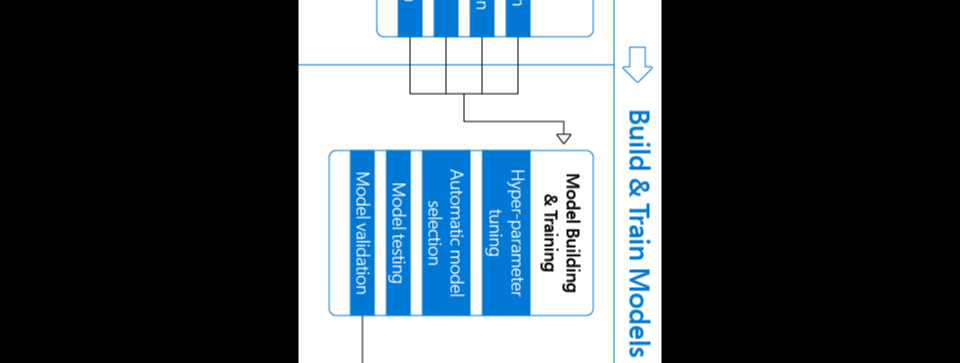 Build & Train Models
Model Building
& Training
Hyper-parameter
tuning
Automatic model
selection
Model testing
Model validation